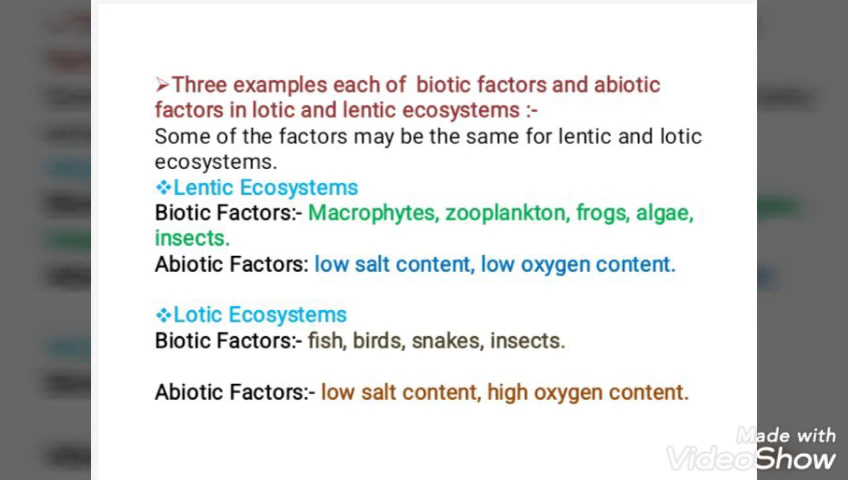 ➢Three examples each of biotic factors and abiotic
factors in lotic and lentic ecosystems :-
Some of the factors may be the same for lentic and lotic
ecosystems.
❖Lentic Ecosystems
Biotic Factors:- Macrophytes, zooplankton, frogs, algae,
insects.
Abiotic Factors: low salt content, low oxygen content.
❖Lotic Ecosystems
Biotic Factors:- fish, birds, snakes, insects.
Abiotic Factors:- low salt content, high oxygen content.
Made with
VideoShow